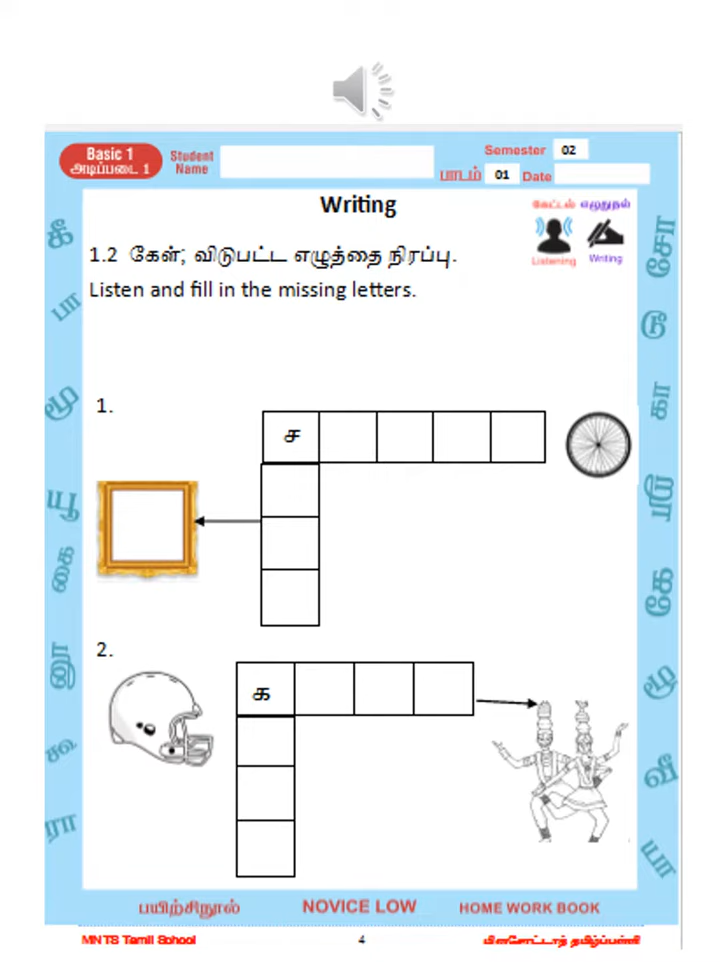 Basic 1
அடிப்படை 1
Student
Name
Semester 02
பாடம் 01 Date
Writing
கேட்டல் எழுதுதல்
Listening Writing
1.2 கேள்; விடுபட்ட எழுத்தை நிரப்பு.
Listen and fill in the missing letters.
1.
ச
2.
க
கீ
பா
மூ
யூ
கை
னூ
கூ
ரா
சோ
டீ
கா
பூ
கே
மூ
வீ
யா
பயிற்சிநூல் NOVICE LOW HOME WORK BOOK
MNTS Tamil School 4 மினசோட்டாத் தமிழ்ப்பள்ளி